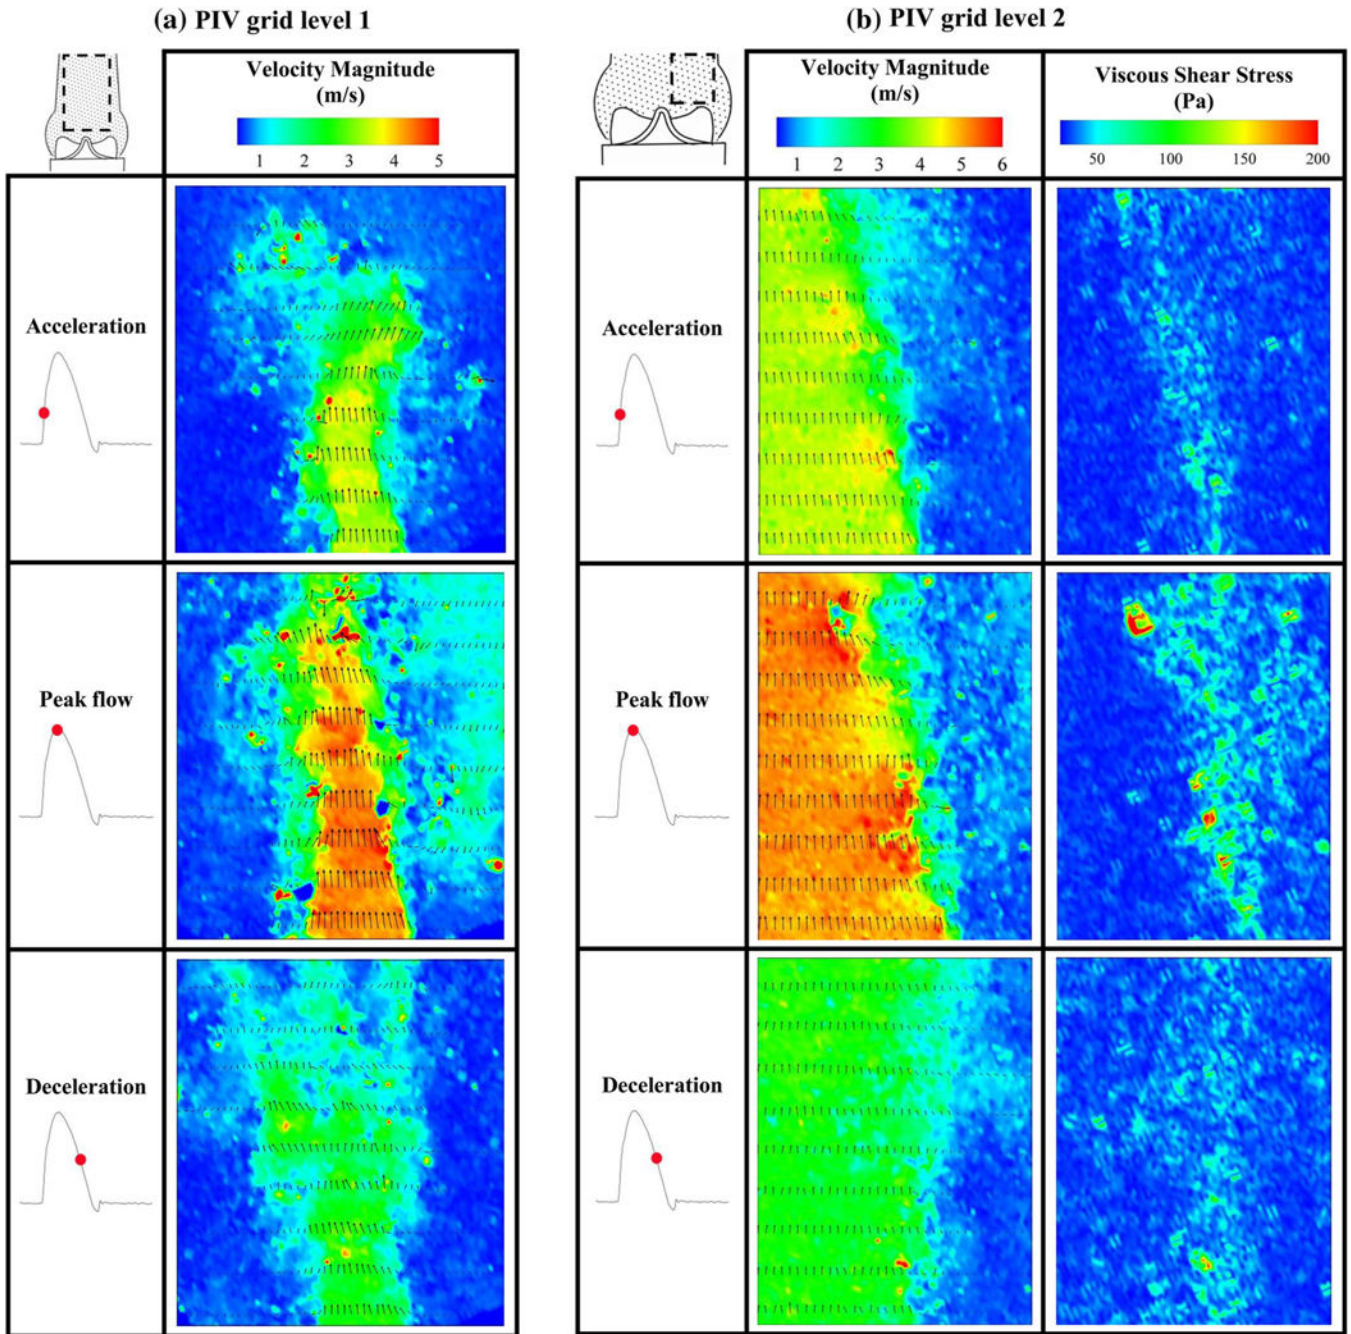 (a) PIV grid level 1
Velocity Magnitude
(m/s)
1 2 3 4 5
Acceleration
Peak flow
Deceleration
(b) PIV grid level 2
Velocity Magnitude
(m/s)
1 2 3 4 5 6
Viscous Shear Stress
(Pa)
50 100 150 200
Acceleration
Peak flow
Deceleration